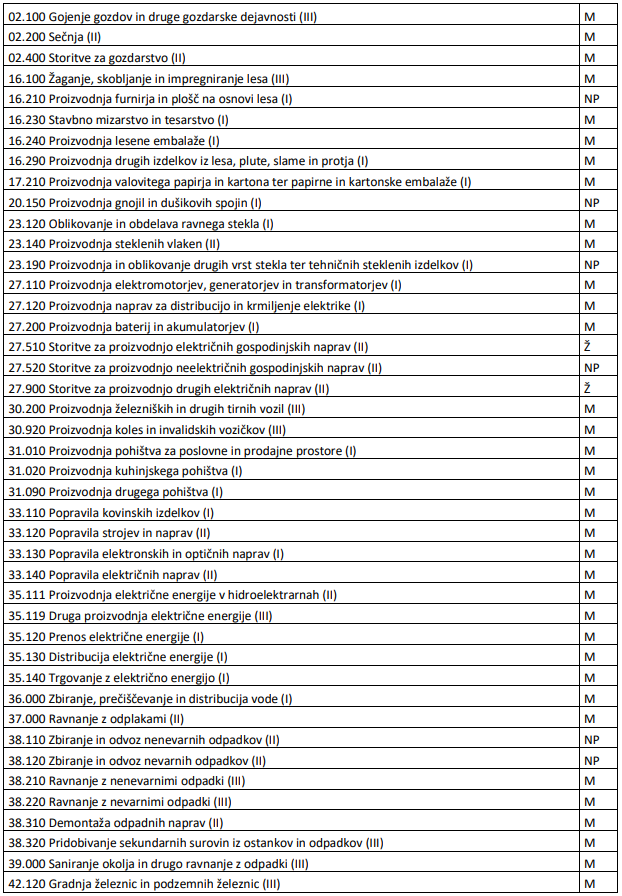 02.100 Gojenje gozdov in druge gozdarske dejavnosti (III) M
02.200 Sečnja (II) M
02.400 Storitve za gozdarstvo (II) M
16.100 Žaganje, skobljanje in impregniranje lesa (III) M
16.210 Proizvodnja furnirja in plošč na osnovi lesa (I) NP
16.230 Stavbno mizarstvo in tesarstvo (I) M
16.240 Proizvodnja lesene embalaže (I) M
16.290 Proizvodnja drugih izdelkov iz lesa, plute, slame in protja (I) M
17.210 Proizvodnja valovitega papirja in kartona ter papirne in kartonske embalaže (I) M
20.150 Proizvodnja gnojil in dušikovih spojin (I) NP
23.120 Oblikovanje in obdelava ravnega stekla (I) M
23.140 Proizvodnja steklenih vlaken (II) M
23.190 Proizvodnja in oblikovanje drugih vrst stekla ter tehničnih steklenih izdelkov (I) NP
27.110 Proizvodnja elektromotorjev, generatorjev in transformatorjev (I) M
27.120 Proizvodnja naprav za distribucijo in krmiljenje elektrike (I) M
27.200 Proizvodnja baterij in akumulatorjev (I) M
27.510 Storitve za proizvodnjo električnih gospodinjskih naprav (II) Ž
27.520 Storitve za proizvodnjo neelektričnih gospodinjskih naprav (II) NP
27.900 Storitve za proizvodnjo drugih električnih naprav (II) Ž
30.200 Proizvodnja železniških in drugih tirnih vozil (III) M
30.920 Proizvodnja koles in invalidskih vozičkov (III) M
31.010 Proizvodnja pohištva za poslovne in prodajne prostore (I) M
31.020 Proizvodnja kuhinjskega pohištva (I) M
31.090 Proizvodnja drugega pohištva (I) M
33.110 Popravila kovinskih izdelkov (I) M
33.120 Popravila strojev in naprav (II) M
33.130 Popravila elektronskih in optičnih naprav (I) M
33.140 Popravila električnih naprav (II) M
35.111 Proizvodnja električne energije v hidroelektrarnah (II) M
35.119 Druga proizvodnja električne energije (III) M
35.120 Prenos električne energije (I) M
35.130 Distribucija električne energije (I) M
35.140 Trgovanje z električno energijo (I) M
36.000 Zbiranje, prečiščevanje in distribucija vode (I) M
37.000 Ravnanje z odplakami (II) M
38.110 Zbiranje in odvoz nenevarnih odpadkov (II) NP
38.120 Zbiranje in odvoz nevarnih odpadkov (II) NP
38.210 Ravnanje z nenevarnimi odpadki (III) M
38.220 Ravnanje z nevarnimi odpadki (III) M
38.310 Demontaža odpadnih naprav (II) M
38.320 Pridobivanje sekundarnih surovin iz ostankov in odpadkov (III) M
39.000 Saniranje okolja in drugo ravnanje z odpadki (III) M
42.120 Gradnja železnic in podzemnih železnic (III) M